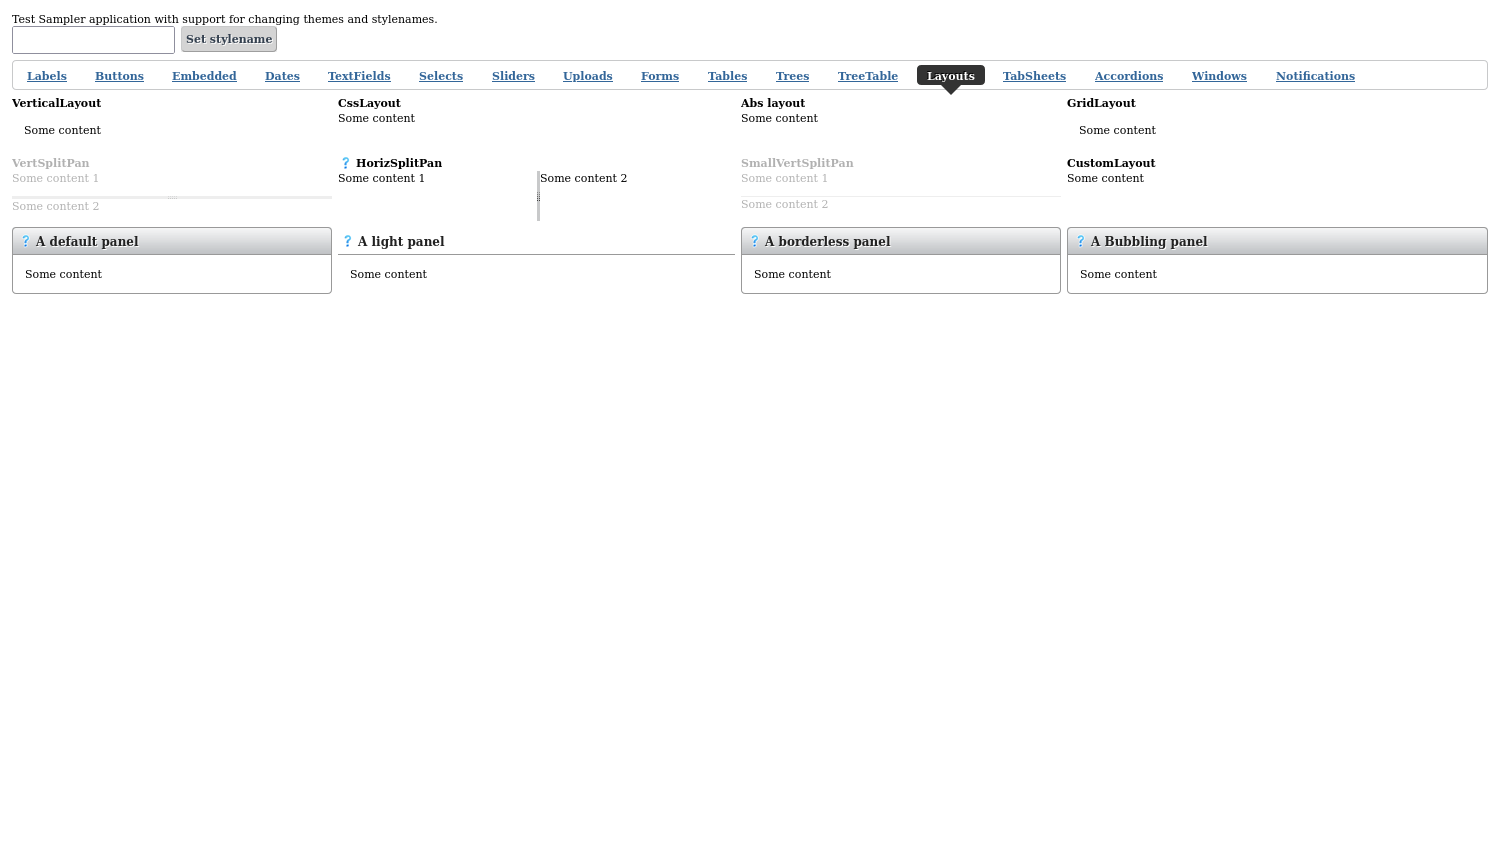 Test Sampler application with support for changing themes and stylenames.
Set stylename
Labels Buttons Embedded Dates TextFields Selects Sliders Uploads Forms Tables Trees TreeTable Layouts TabSheets Accordions Windows Notifications
VerticalLayout CssLayout Abs layout GridLayout
Some content Some content
Some content Some content
VertSplitPan ? HorizSplitPan SmallVertSplitPan CustomLayout
Some content 1 Some content 1 Some content 2 Some content 1 Some content
Some content 2 Some content 2
? A default panel ? A light panel ? A borderless panel ? A Bubbling panel
Some content Some content Some content Some content